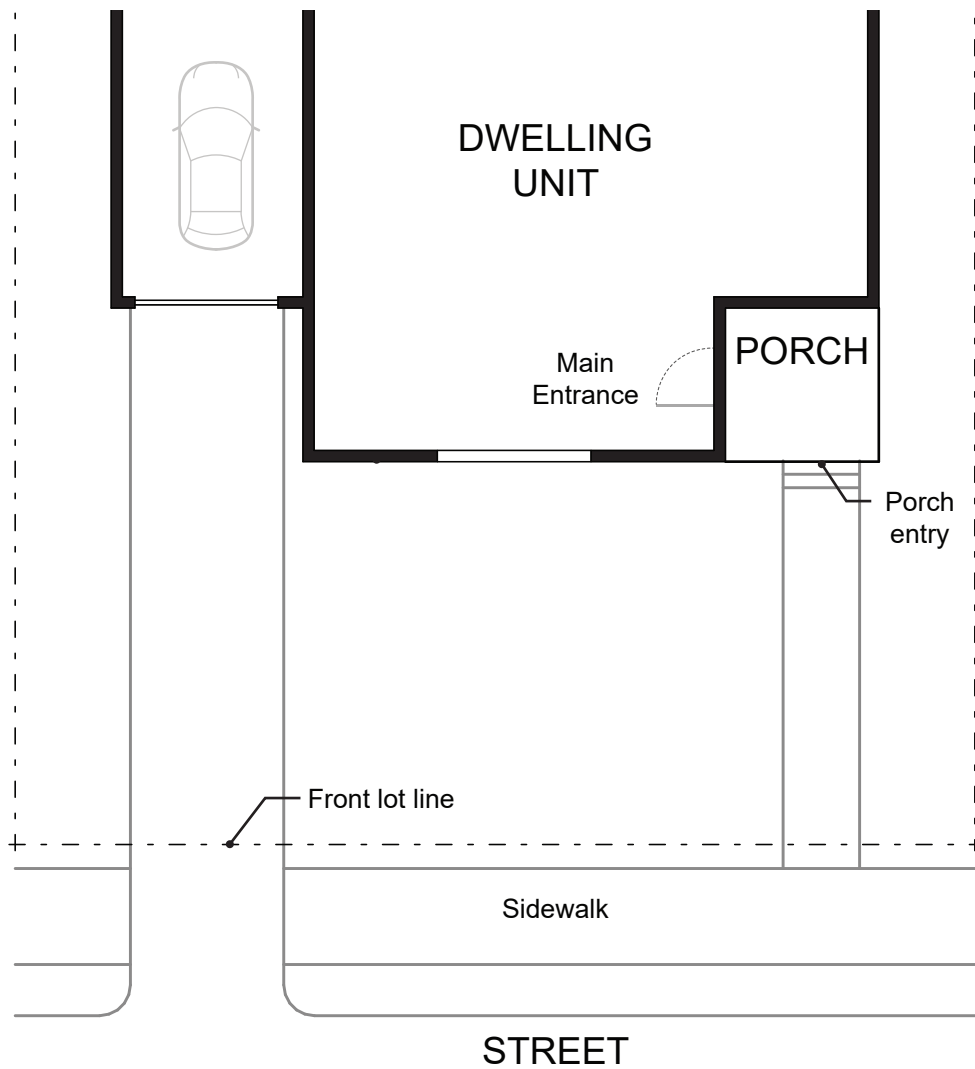 DWELLING
UNIT
PORCH
Main
Entrance
Porch
entry
Front lot line
Sidewalk
STREET